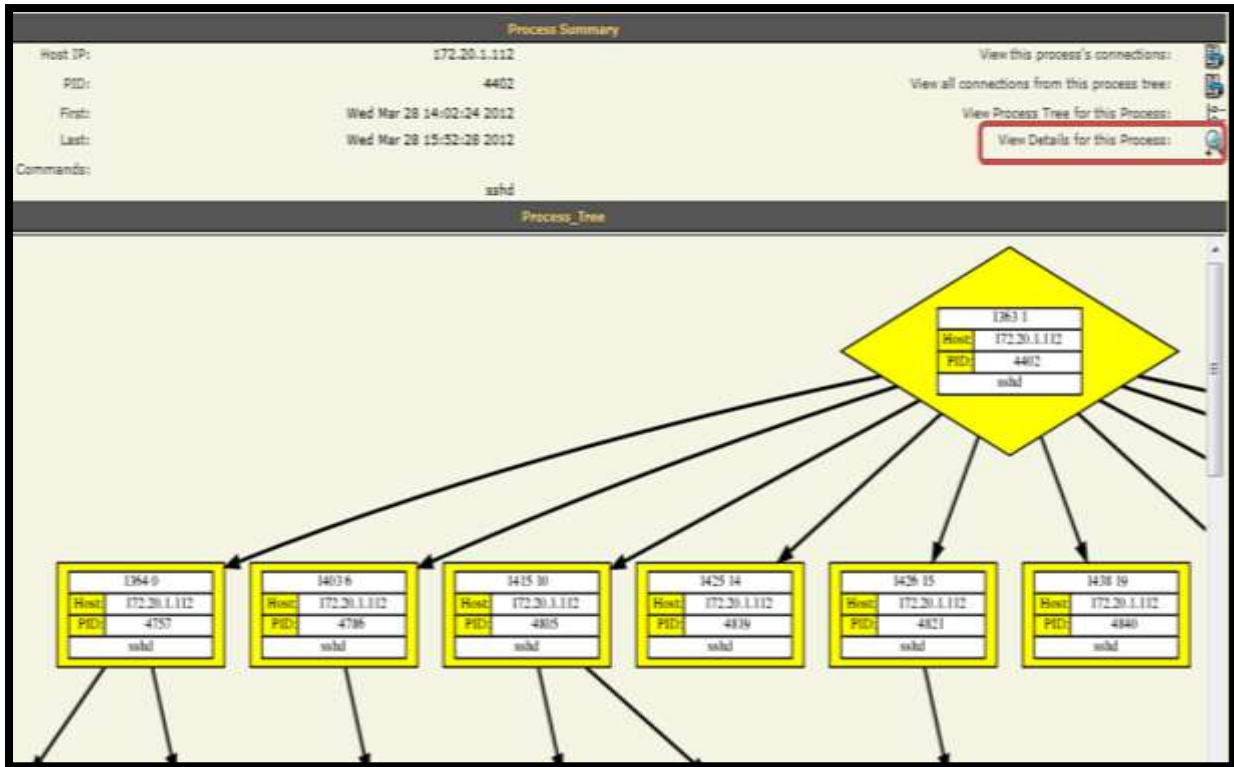 Process Summary
Host IP: 172.20.1.112 View this process's connections:
PID: 4402 View all connections from this process tree:
First: Wed Mar 28 14:02:24 2012 View Process Tree for this Process:
Last: Wed Mar 28 15:52:28 2012 View Details for this Process:
Commands:
sshd
Process_Tree
1363 1
Host: 172.20.1.112
PID: 4402
sshd
1364 0
Host: 172.20.1.112
PID: 4757
sshd
1403 6
Host: 172.20.1.112
PID: 4786
sshd
1415 10
Host: 172.20.1.112
PID: 4805
sshd
1425 14
Host: 172.20.1.112
PID: 4839
sshd
1426 15
Host: 172.20.1.112
PID: 4821
sshd
1438 19
Host: 172.20.1.112
PID: 4840
sshd